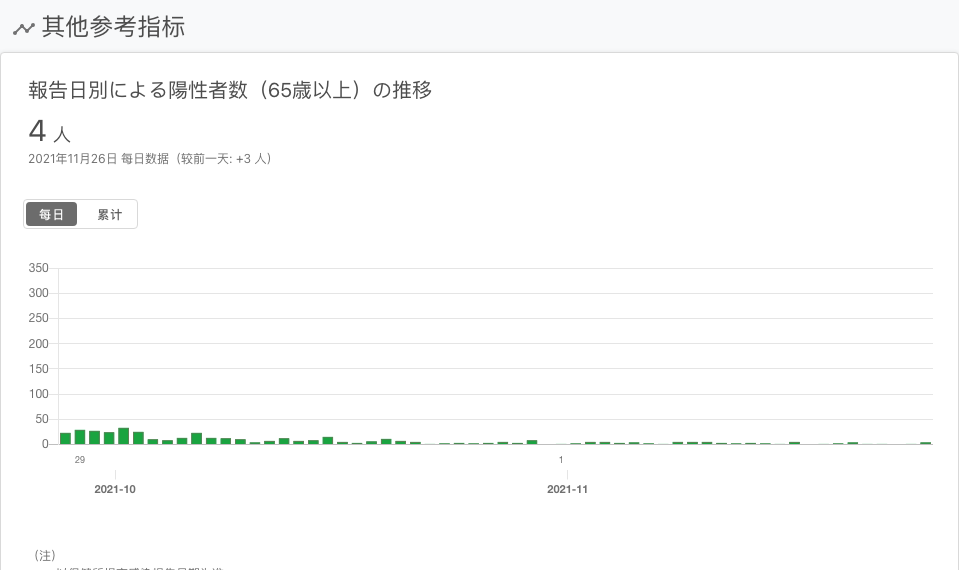 其他参考指标
報告日別による陽性者数（65歳以上）の推移
4 人
2021年11月26日 每日数据（较前一天: +3 人）
每日 累计
350
300
250
200
150
100
50
0
29 1
2021-10 2021-11
（注）